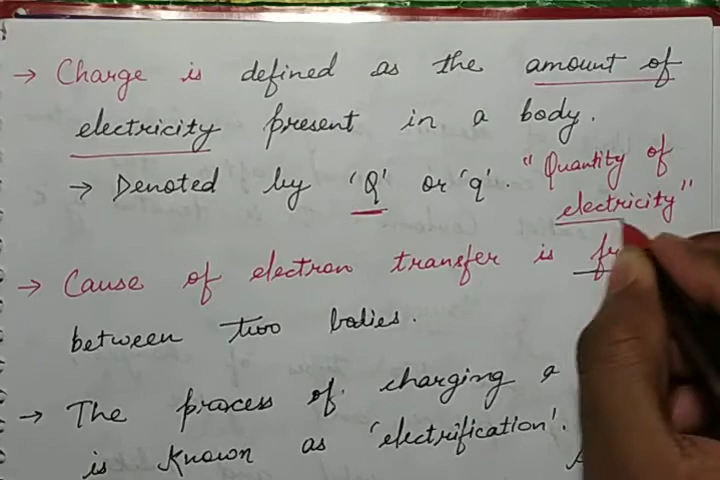 → Charge is defined as the amount of
electricity present in a body.
→ Denoted by 'Q' or 'q'. "Quantity of
electricity"
→ Cause of electron transfer is
between two bodies.
→ The process of charging a
is known as 'electrification'.